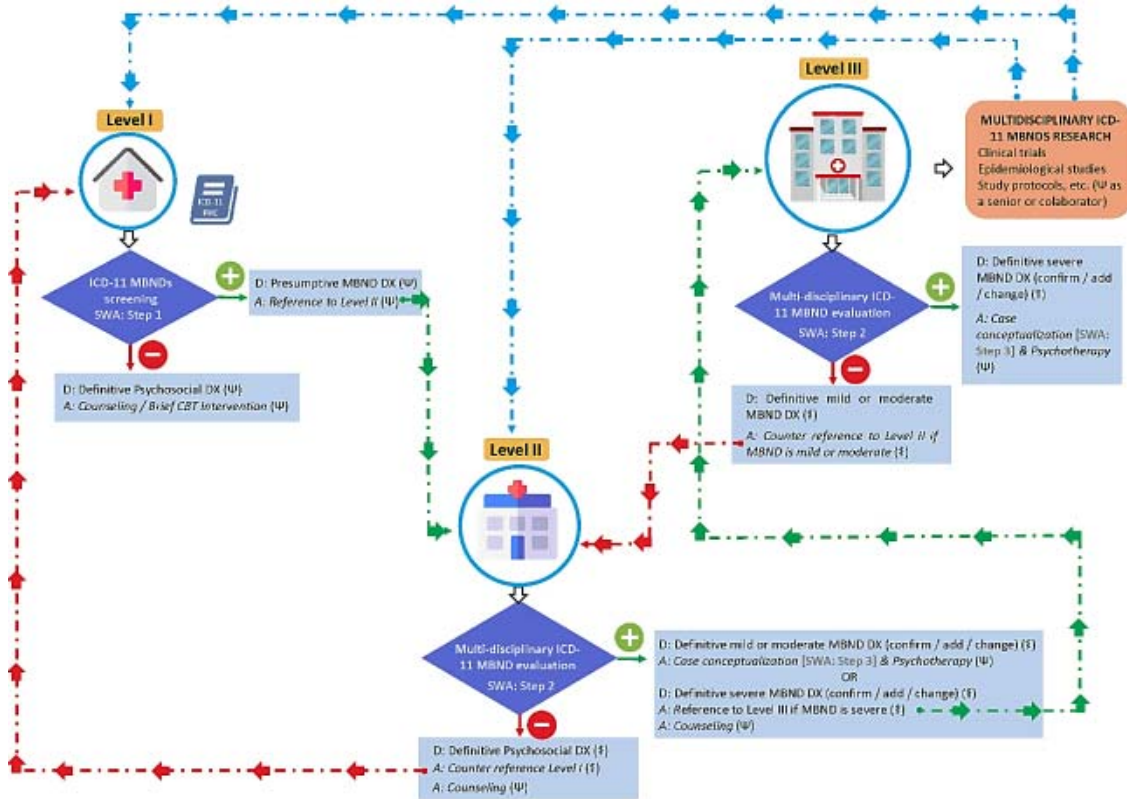 Level I
ICD-11
PHC
ICD-11 MBNDs
screening
SWA: Step 1
D: Presumptive MBND DX (Ψ)
A: Reference to Level II (Ψ)
D: Definitive Psychosocial DX (Ψ)
A: Counseling / Brief CBT Intervention (Ψ)
Level II
Multi-disciplinary ICD-
11 MBND evaluation
SWA: Step 2
D: Definitive mild or moderate MBND DX (confirm / add / change) (‡)
A: Case conceptualization [SWA: Step 3] & Psychotherapy (Ψ)
OR
D: Definitive severe MBND DX (confirm / add / change) (‡)
A: Reference to Level III if MBND is severe (‡)
A: Counseling (Ψ)
D: Definitive Psychosocial DX (‡)
A: Counter reference Level I (‡)
A: Counseling (Ψ)
Level III
Multi-disciplinary ICD-
11 MBND evaluation
SWA: Step 2
D: Definitive severe
MBND DX (confirm / add
/ change) (‡)
A: Case
conceptualization [SWA:
Step 3] & Psychotherapy
(Ψ)
D: Definitive mild or moderate
MBND DX (‡)
A: Counter reference to Level II if
MBND is mild or moderate (‡)
MULTIDISCIPLINARY ICD-
11 MBNDS RESEARCH
Clinical trials
Epidemiological studies
Study protocols, etc. (Ψ as
a senior or colaborator)